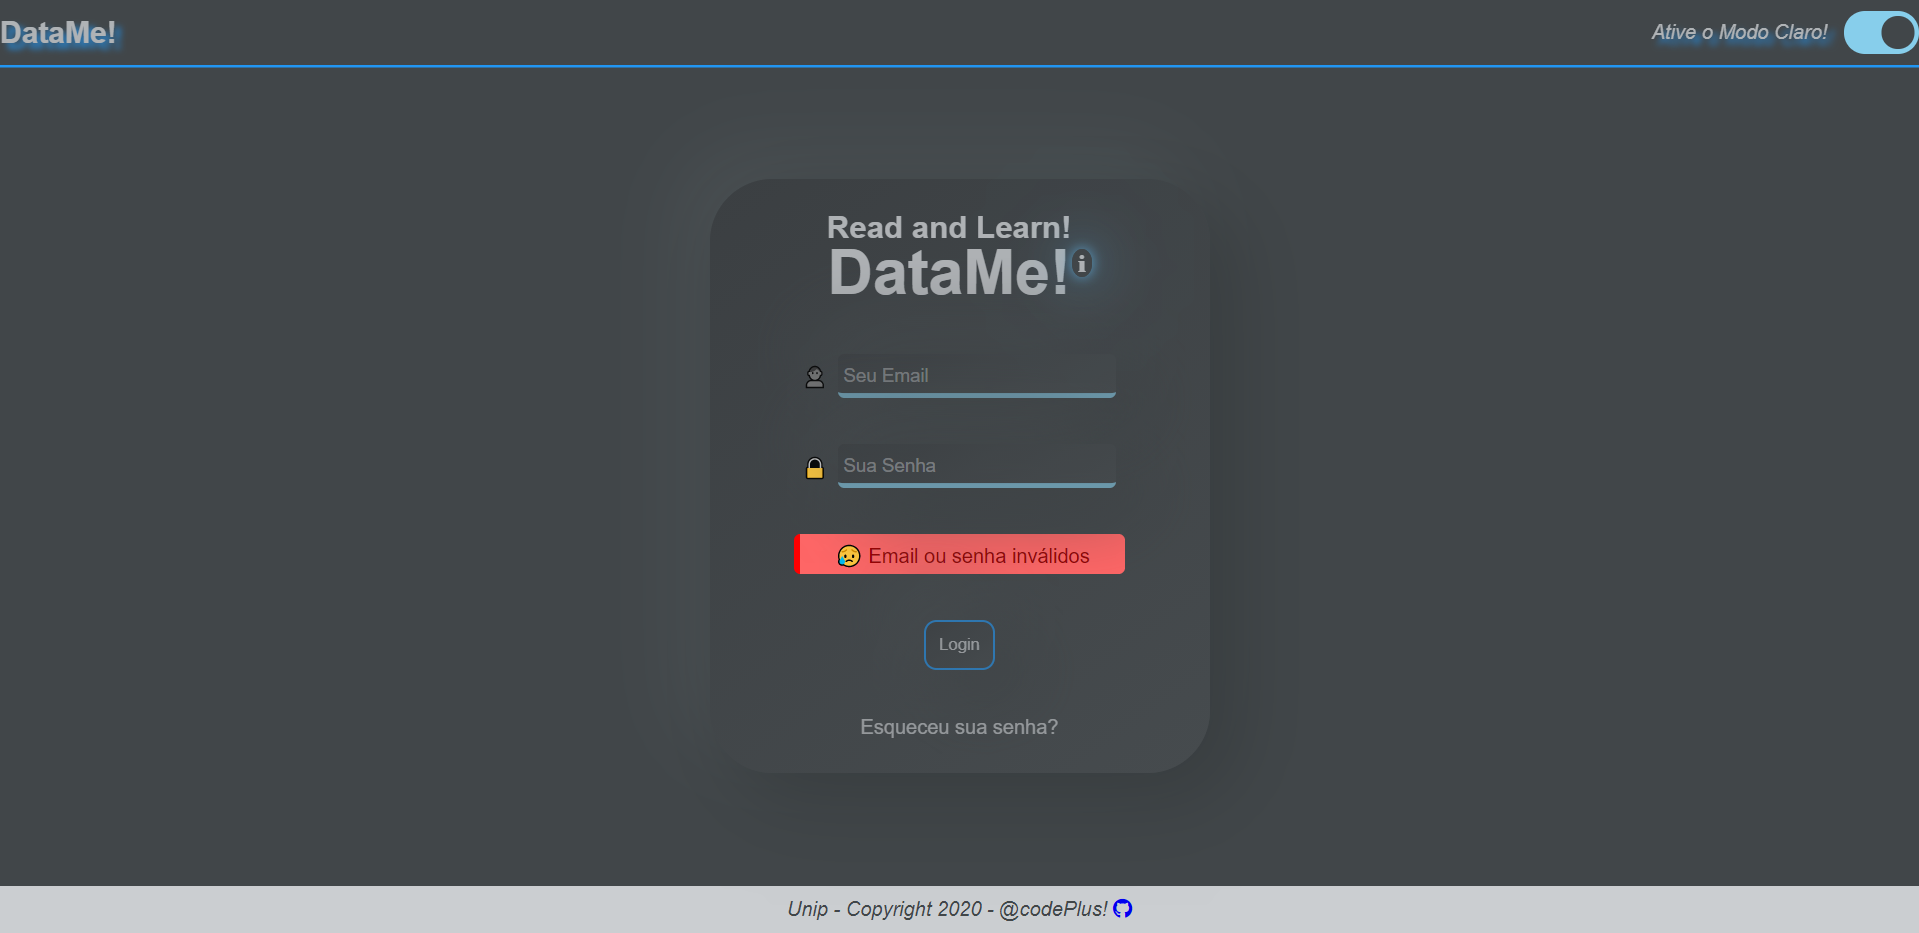 DataMe!
Ative o Modo Claro!
Read and Learn!
DataMe!
i
Seu Email
Sua Senha
😥 Email ou senha inválidos
Login
Esqueceu sua senha?
Unip - Copyright 2020 - @codePlus!